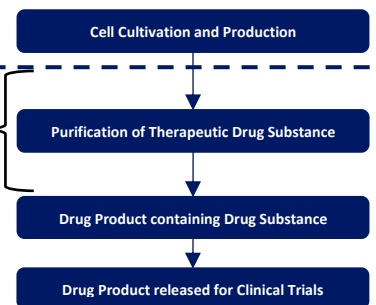 Cell Cultivation and Production
Purification of Therapeutic Drug Substance
Drug Product containing Drug Substance
Drug Product released for Clinical Trials